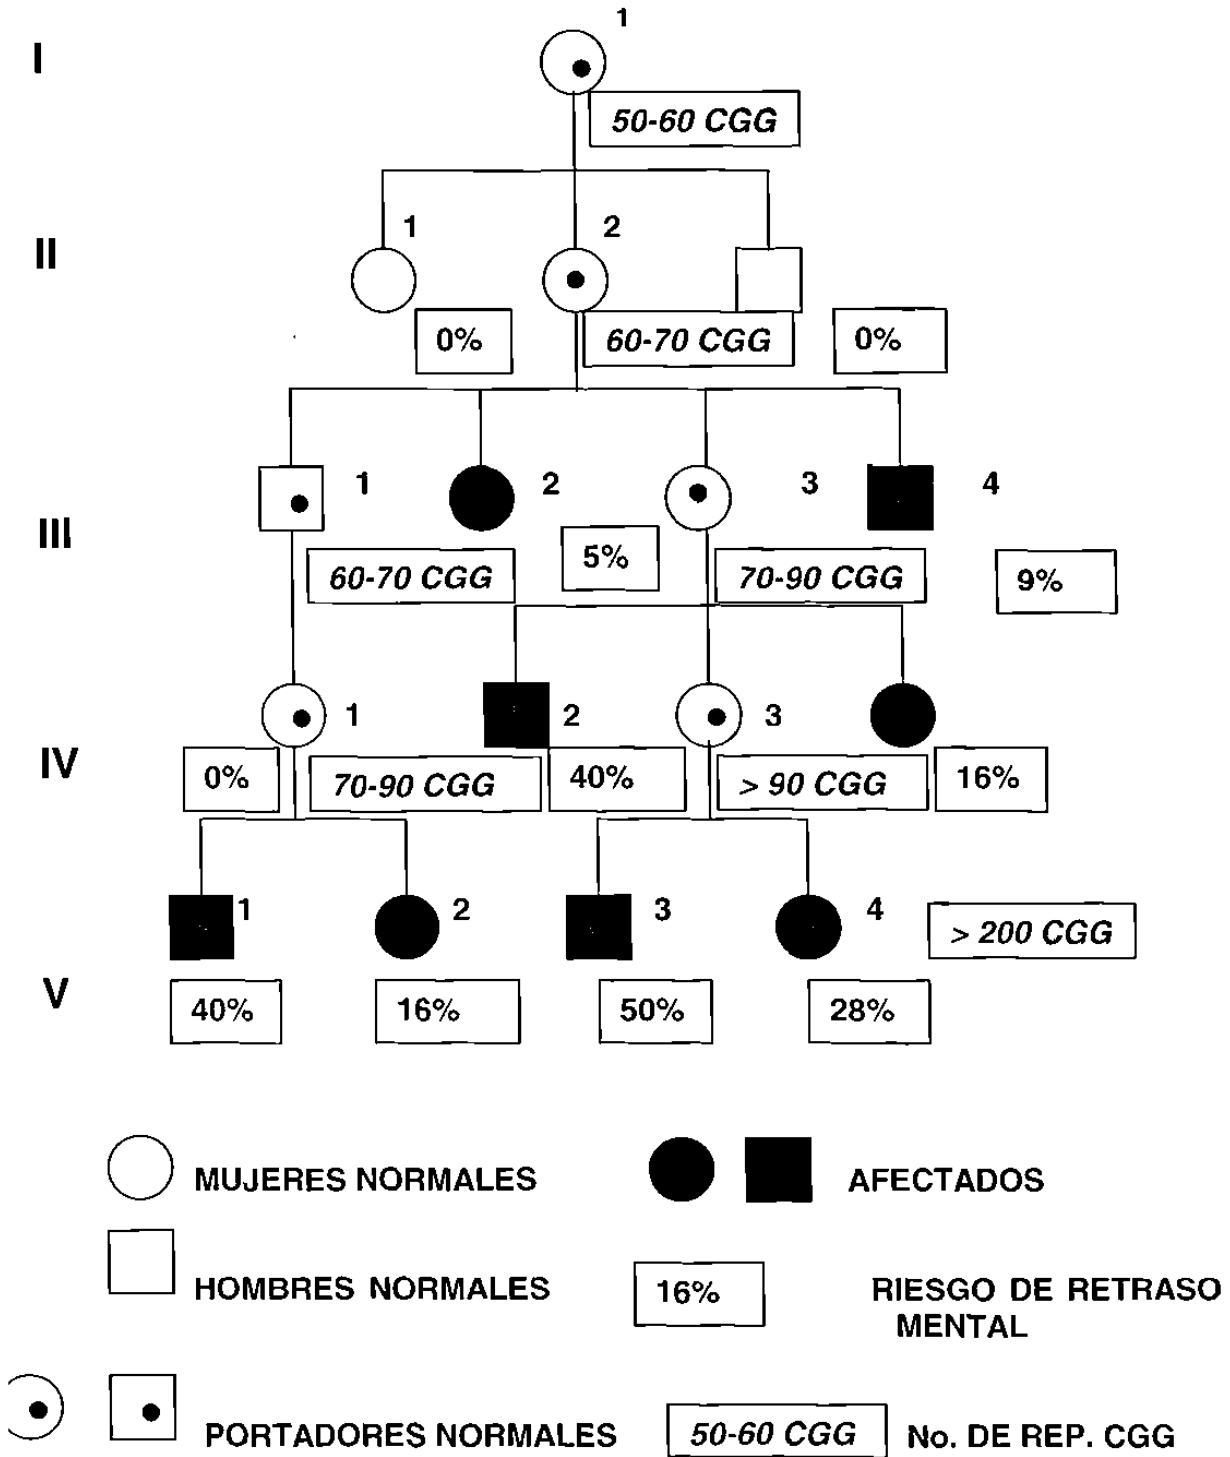 1
I
50-60 CGG
1
2
II
0%
60-70 CGG
0%
1
2
3
4
III
60-70 CGG
5%
70-90 CGG
9%
1
2
3
IV
0%
70-90 CGG
40%
> 90 CGG
16%
1
2
3
4
> 200 CGG
V
40%
16%
50%
28%
MUJERES NORMALES
AFECTADOS
HOMBRES NORMALES
16%
RIESGO DE RETRASO
MENTAL
PORTADORES NORMALES
50-60 CGG
No. DE REP. CGG